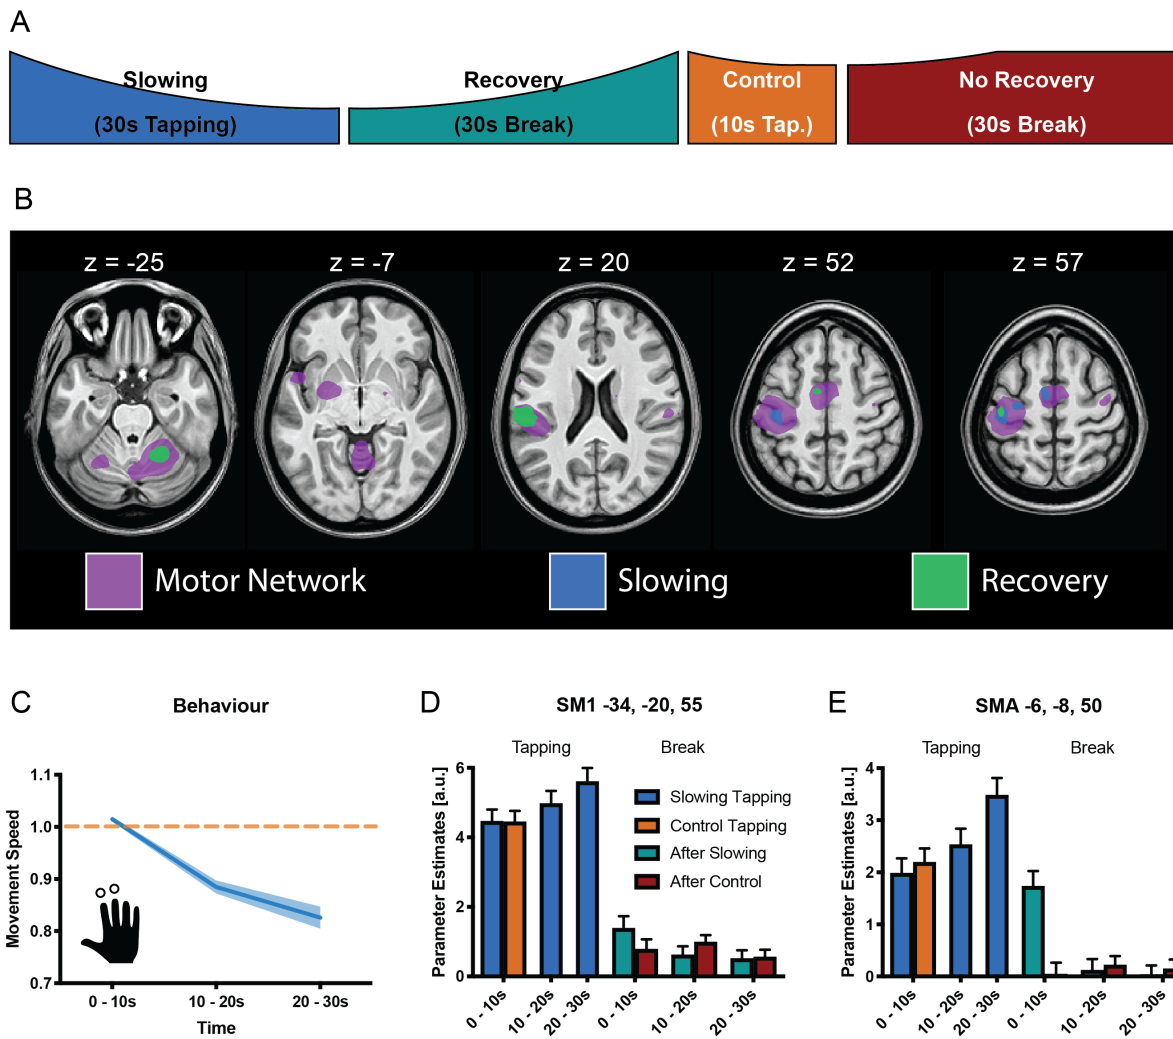 A
Slowing
(30s Tapping)
Recovery
(30s Break)
Control
(10s Tap.)
No Recovery
(30s Break)
B
z = -25
z = -7
z = 20
z = 52
z = 57
Motor Network
Slowing
Recovery
C
Behaviour
Movement Speed
1.1
1.0
0.9
0.8
0.7
0 - 10s
10 - 20s
20 - 30s
Time
D
SM1 -34, -20, 55
Tapping
Break
Parameter Estimates [a.u.]
6
4
2
0
Slowing Tapping
Control Tapping
After Slowing
After Control
0 - 10s
10 - 20s
20 - 30s
0 - 10s
10 - 20s
20 - 30s
E
SMA -6, -8, 50
Tapping
Break
Parameter Estimates [a.u.]
4
3
2
1
0
0 - 10s
10 - 20s
20 - 30s
0 - 10s
10 - 20s
20 - 30s